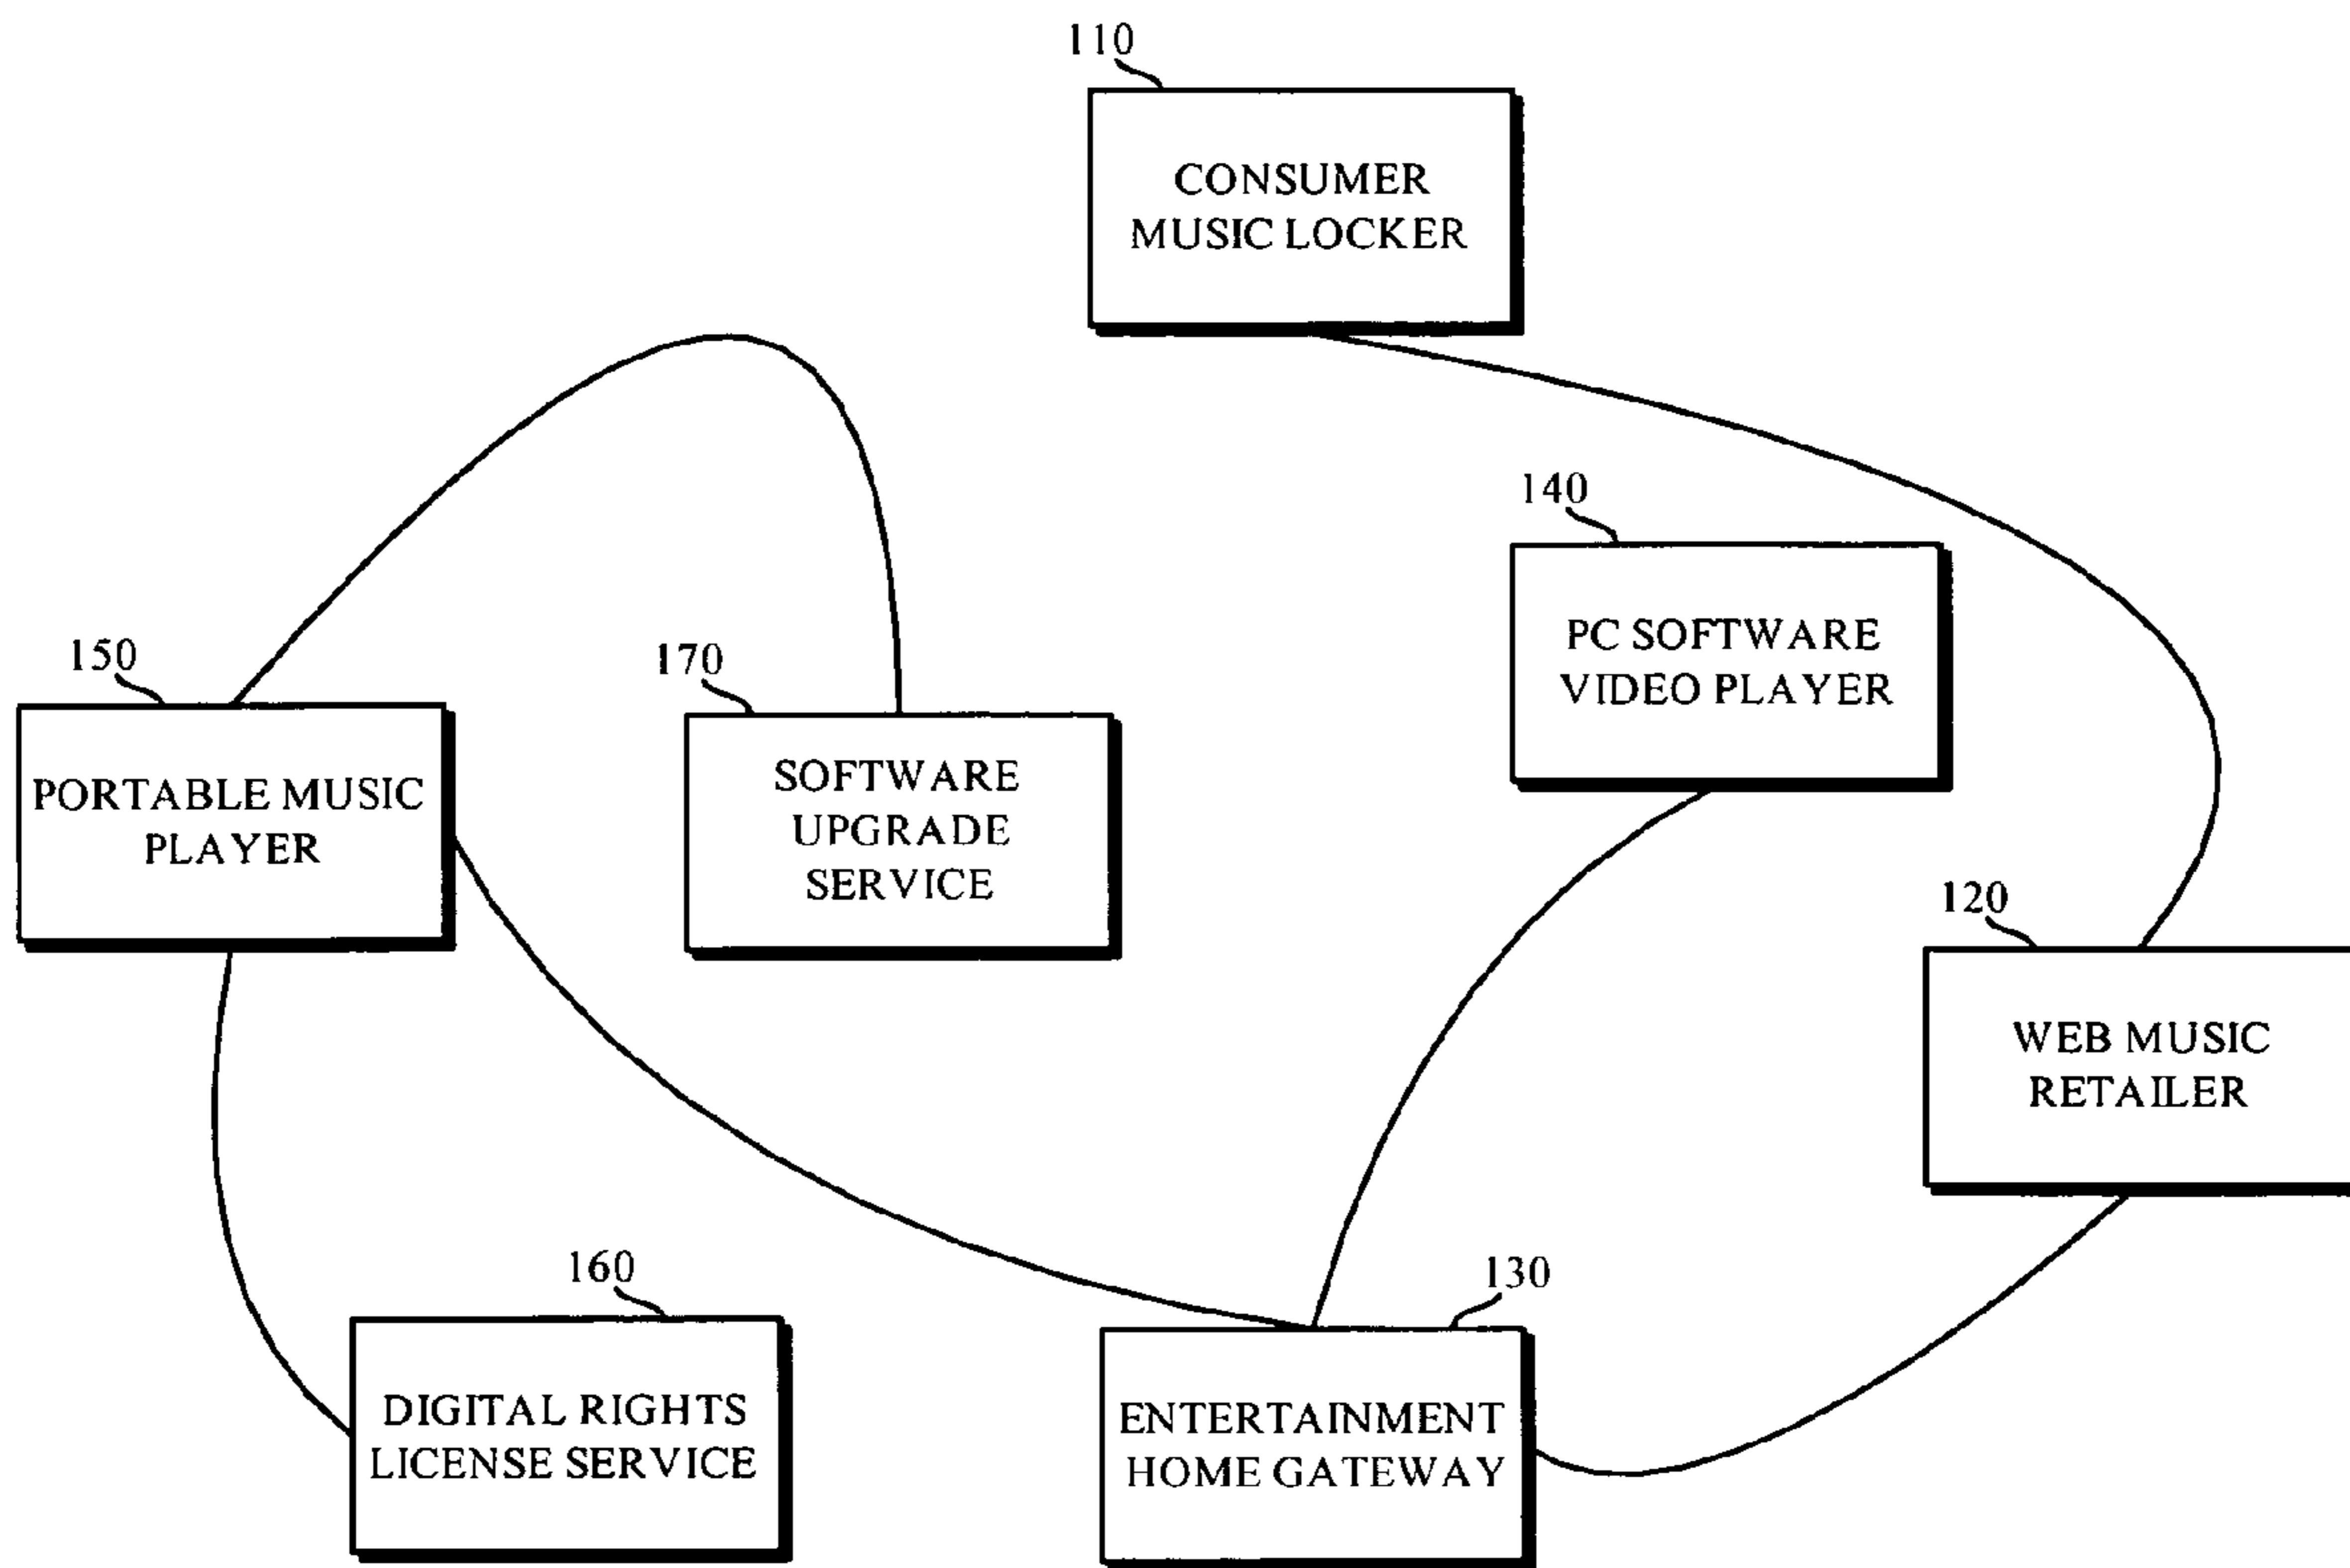 110
CONSUMER
MUSIC LOCKER
140
PC SOFTWARE
VIDEO PLAYER
150
PORTABLE MUSIC
PLAYER
170
SOFTWARE
UPGRADE
SERVICE
120
WEB MUSIC
RETAILER
160
DIGITAL RIGHTS
LICENSE SERVICE
130
ENTERTAINMENT
HOME GATEWAY